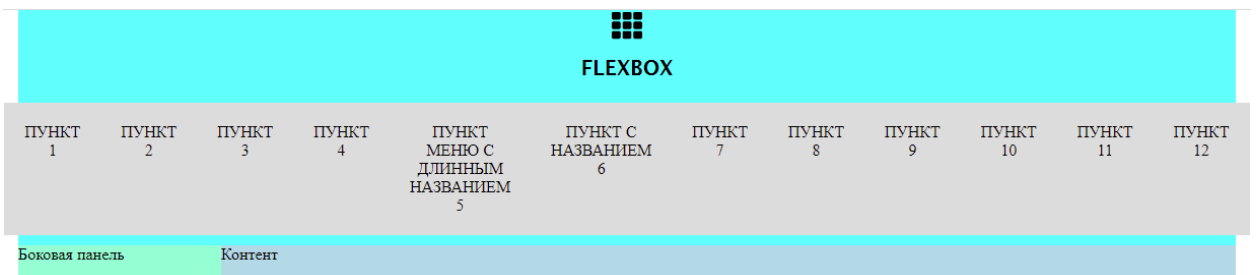 FLEXBOX
ПУНКТ 1
ПУНКТ 2
ПУНКТ 3
ПУНКТ 4
ПУНКТ
МЕНЮ С
ДЛИННЫМ
НАЗВАНИЕМ
5
ПУНКТ С
НАЗВАНИЕМ
6
ПУНКТ 7
ПУНКТ 8
ПУНКТ 9
ПУНКТ 10
ПУНКТ 11
ПУНКТ 12
Боковая панель
Контент